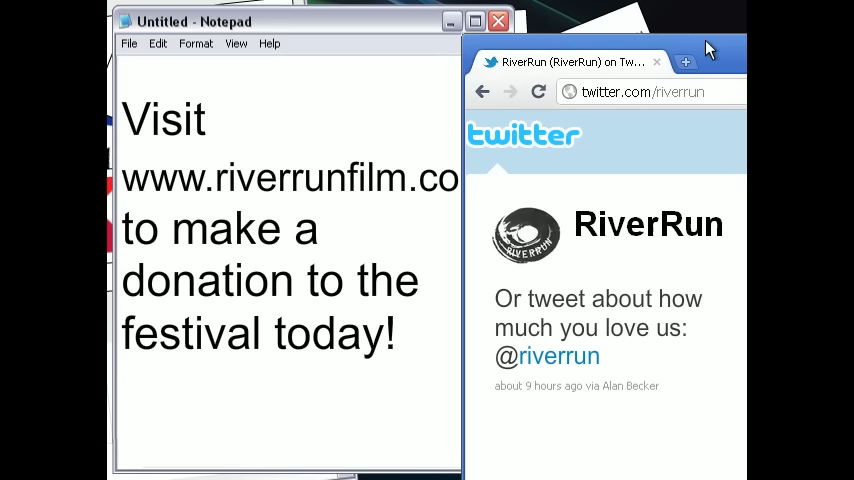 Untitled - Notepad
File Edit Format View Help
Visit
www.riverrunfilm.co
to make a
donation to the
festival today!
RiverRun (RiverRun) on Tw...
twitter.com/riverrun
twitter
RIVERRUN
RiverRun
Or tweet about how
much you love us:
@riverrun
about 9 hours ago via Alan Becker